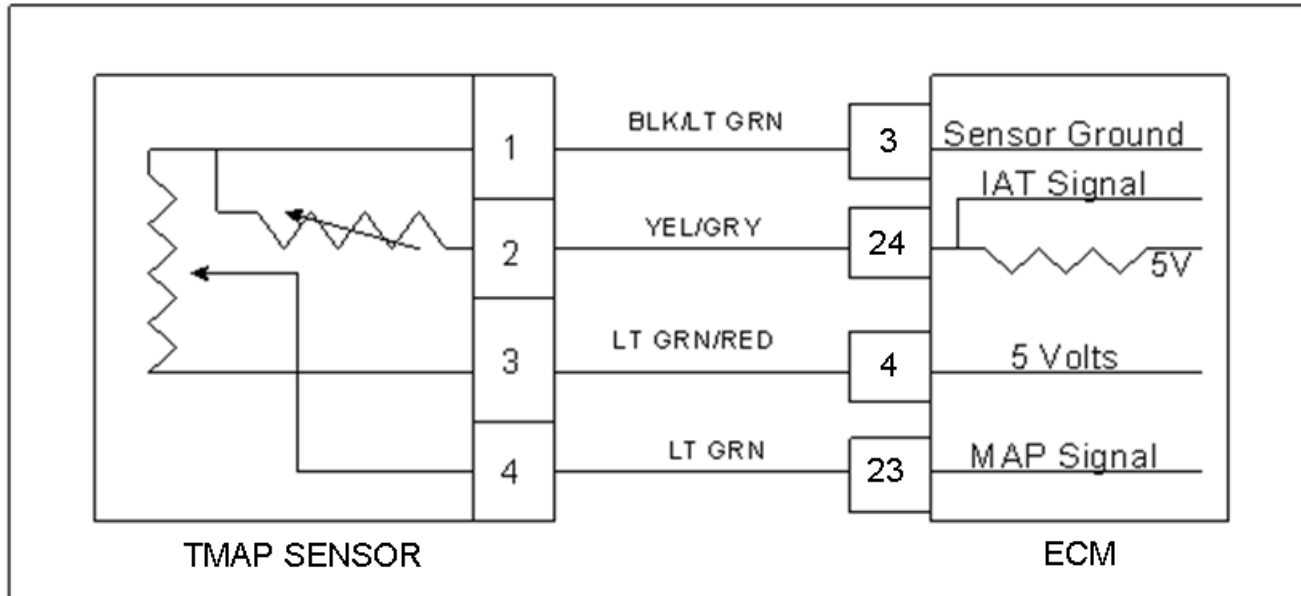 1 BLK/LT GRN 3 Sensor Ground
IAT Signal
2 YEL/GRY 24 5V
3 LT GRN/RED 4 5 Volts
4 LT GRN 23 MAP Signal
TMAP SENSOR ECM